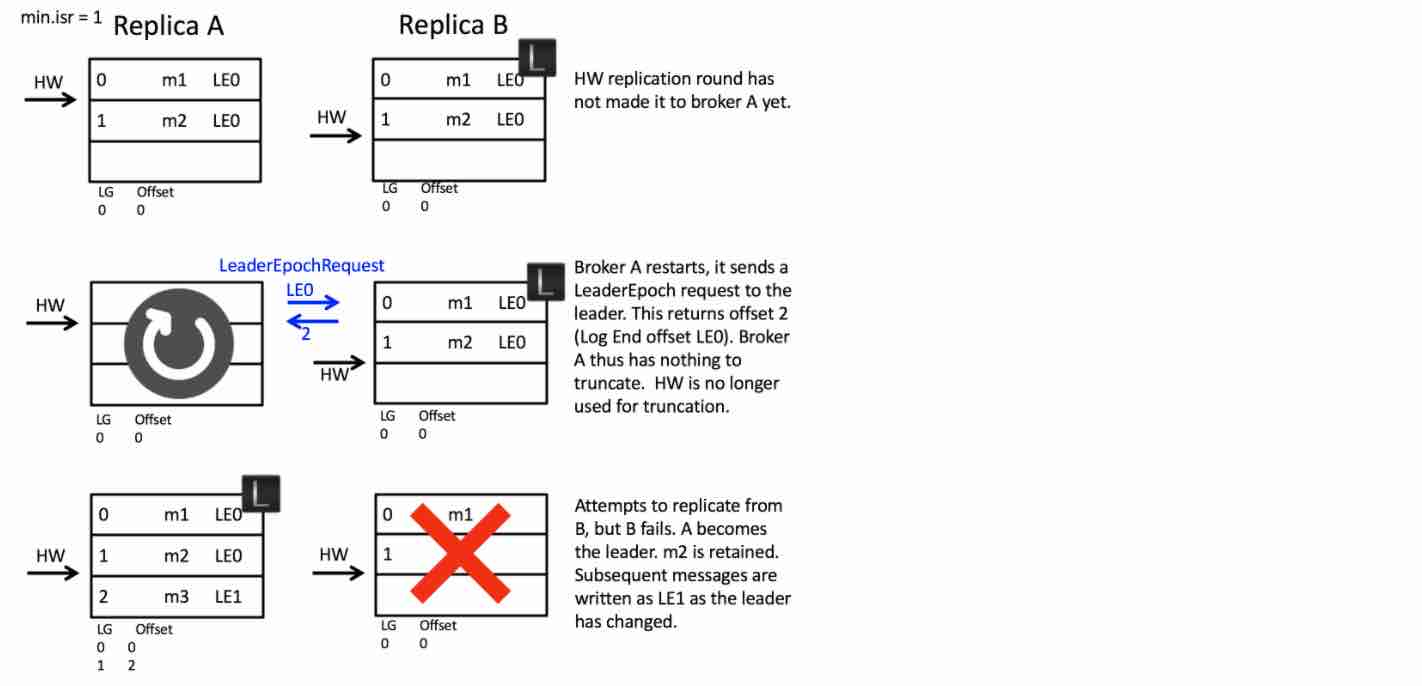 min.isr = 1
Replica A
Replica B
L
HW
0 m1 LE0
1 m2 LE0
LG Offset
0 0
HW
0 m1 LE0
1 m2 LE0
LG Offset
0 0
HW replication round has
not made it to broker A yet.
LeaderEpochRequest
LE0
2
HW
LG Offset
0 0
L
HW
0 m1 LE0
1 m2 LE0
LG Offset
0 0
Broker A restarts, it sends a
LeaderEpoch request to the
leader. This returns offset 2
(Log End offset LE0). Broker
A thus has nothing to
truncate. HW is no longer
used for truncation.
L
HW
0 m1 LE0
1 m2 LE0
2 m3 LE1
LG Offset
0 0
1 2
HW
0 m1
1
LG Offset
0 0
Attempts to replicate from
B, but B fails. A becomes
the leader. m2 is retained.
Subsequent messages are
written as LE1 as the leader
has changed.